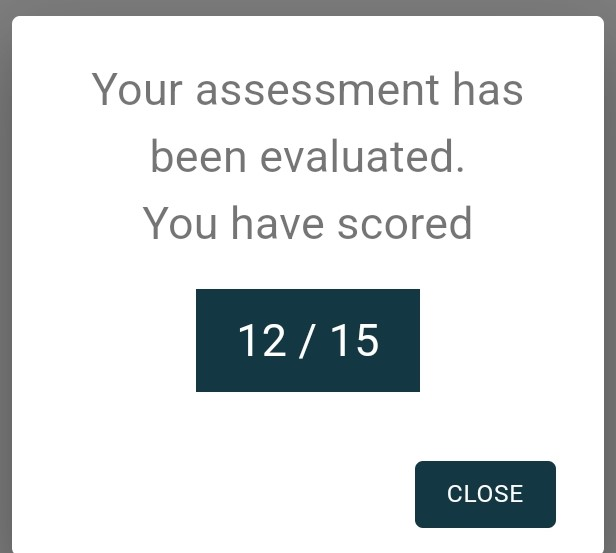 Your assessment has
been evaluated.
You have scored
12 / 15
CLOSE